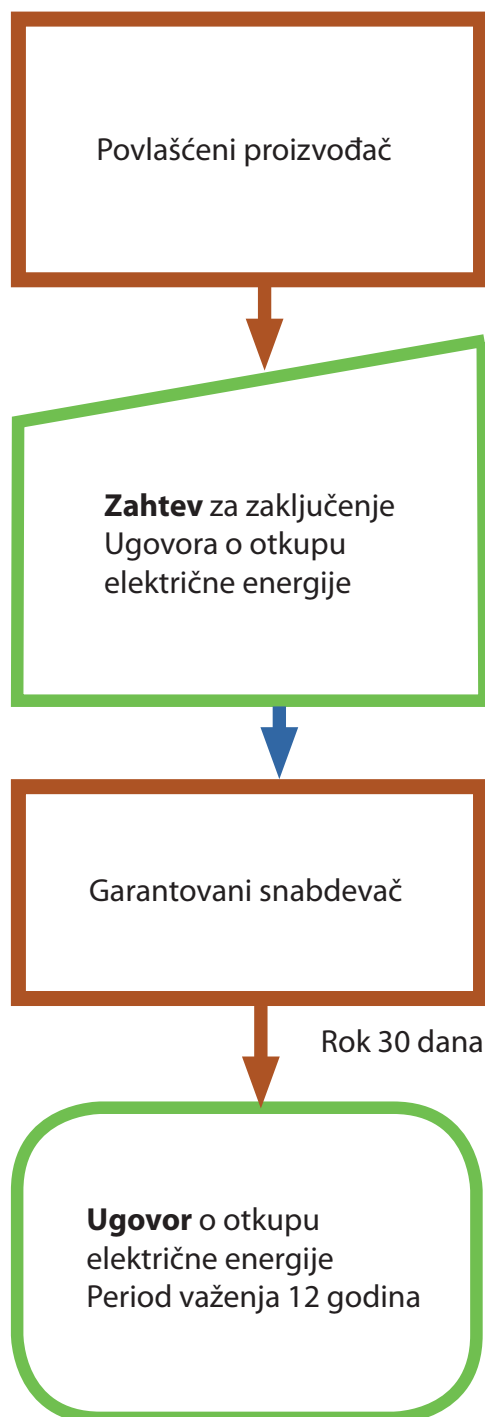 Povlašćeni proizvođač
Zahtev za zaključenje
Ugovora o otkupu
električne energije
Garantovani snabdevač
Rok 30 dana
Ugovor o otkupu
električne energije
Period važenja 12 godina